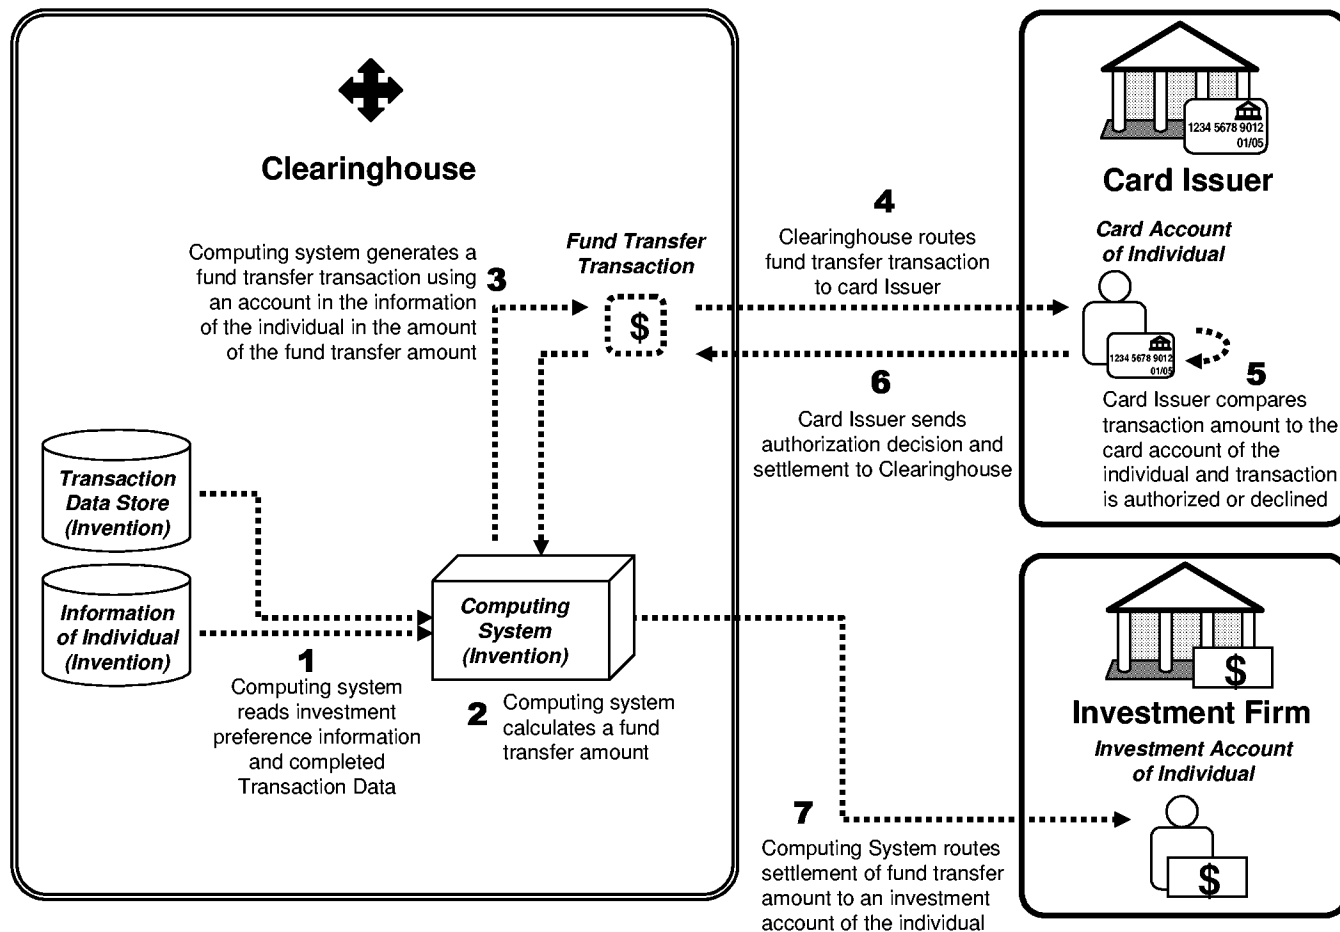 Clearinghouse
Computing system generates a
fund transfer transaction using
an account in the information
of the individual in the amount
of the fund transfer amount
3
Fund Transfer
Transaction
$
4
Clearinghouse routes
fund transfer transaction
to card Issuer
6
Card Issuer sends
authorization decision and
settlement to Clearinghouse
1234 5678 9012
01/05
Card Issuer
Card Account
of Individual
1234 5678 9012
01/05
5
Card Issuer compares
transaction amount to the
card account of the
individual and transaction
is authorized or declined
Transaction
Data Store
(Invention)
Information
of Individual
(Invention)
1
Computing system
reads investment
preference information
and completed
Transaction Data
Computing
System
(Invention)
2
Computing system
calculates a fund
transfer amount
7
Computing System routes
settlement of fund transfer
amount to an investment
account of the individual
$
Investment Firm
Investment Account
of Individual
$